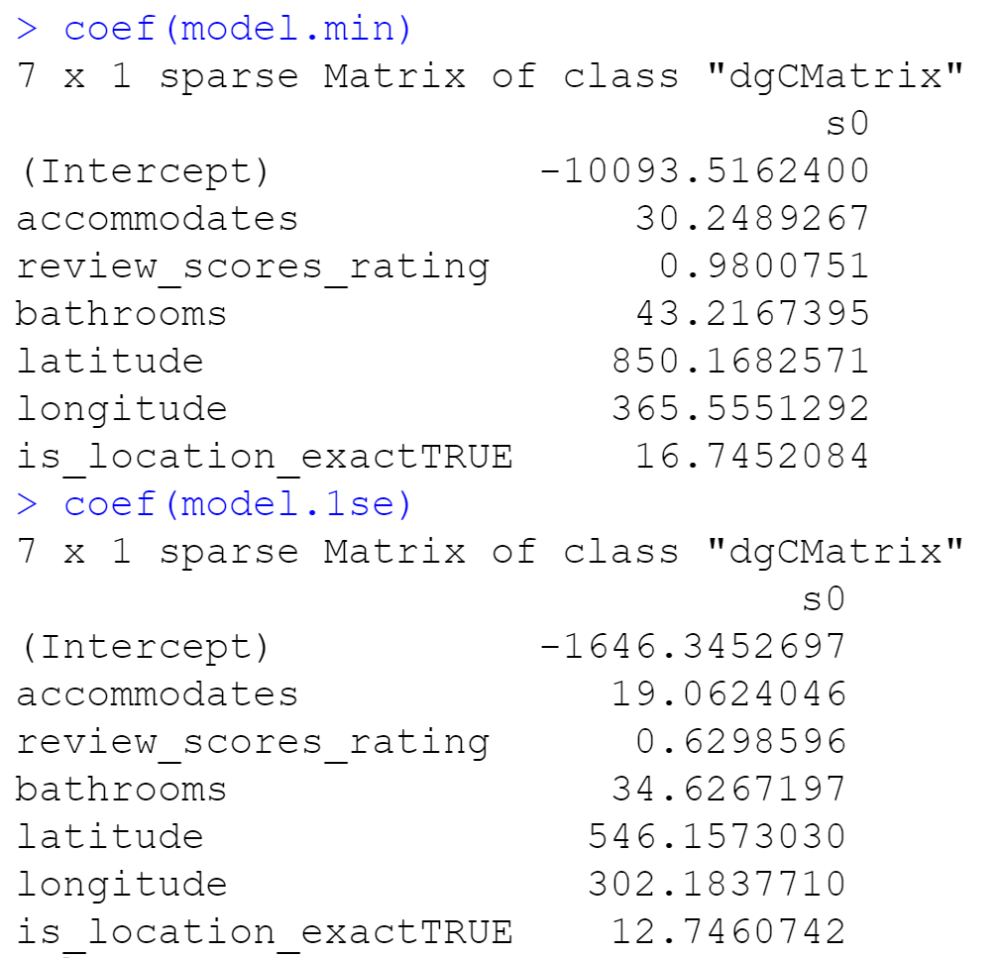 > coef(model.min)
7 x 1 sparse Matrix of class "dgCMatrix"
s0
(Intercept) -10093.5162400
accommodates 30.2489267
review_scores_rating 0.9800751
bathrooms 43.2167395
latitude 850.1682571
longitude 365.5551292
is_location_exactTRUE 16.7452084
> coef(model.1se)
7 x 1 sparse Matrix of class "dgCMatrix"
s0
(Intercept) -1646.3452697
accommodates 19.0624046
review_scores_rating 0.6298596
bathrooms 34.6267197
latitude 546.1573030
longitude 302.1837710
is_location_exactTRUE 12.7460742